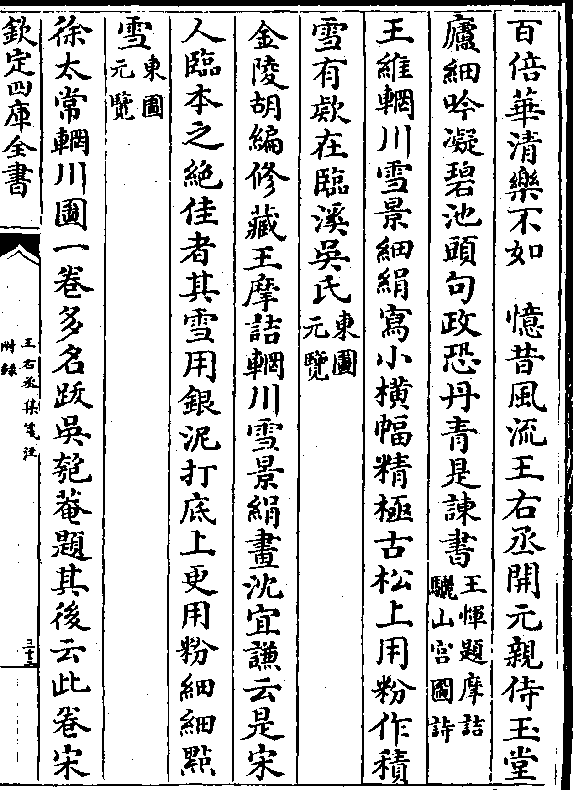 百倍華清樂不如　憶昔風流王右丞開元親侍玉堂
廬細吟凝碧池頭句政恐丹青是諫書王惲題摩詰驪山宫圖詩
王維輞川雪景細絹寫小橫幅精極古松上用粉作積
雪有款在臨溪吳氏東圖元覽
金陵胡編修藏王摩詰輞川雪景絹畫沈宜謙云是宋
人臨本之絶佳者其雪用銀泥打底上更用粉細細㸃
雪東圖元覽
徐太常輞川圖一卷多名跋吳匏菴題其後云此卷宋
欽定四庫全書
王右丞集箋注
附録
三十三